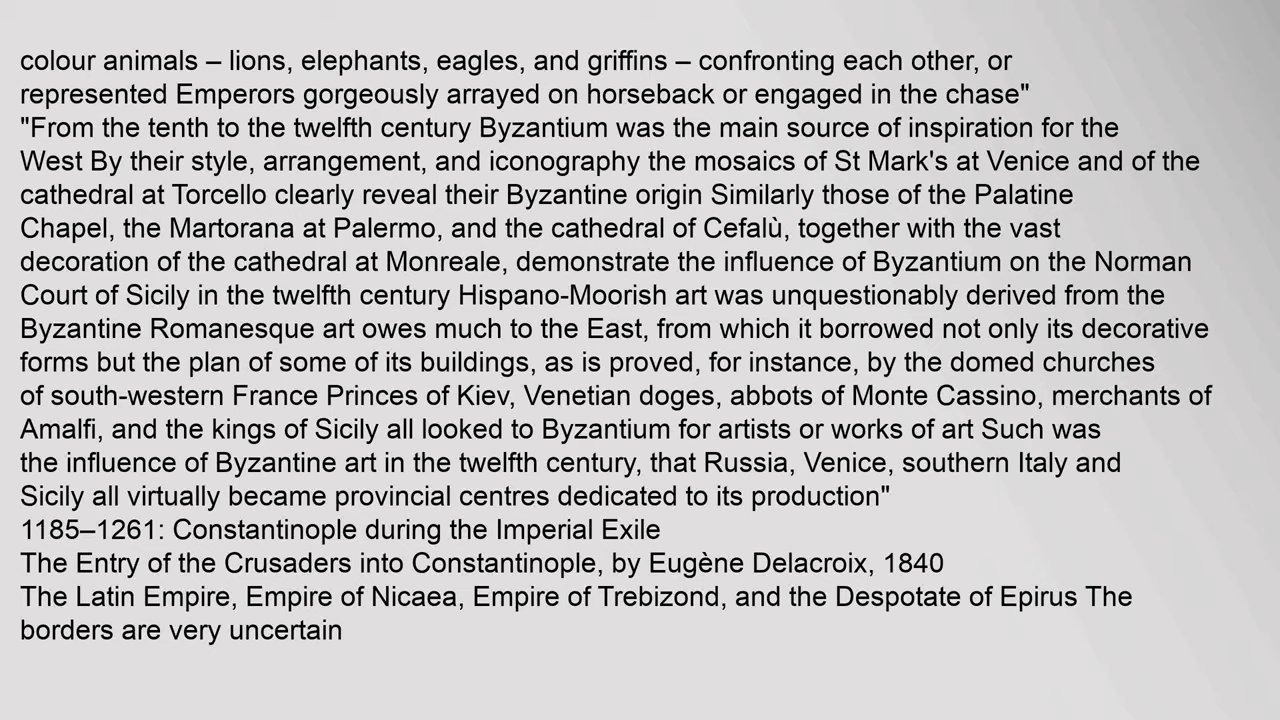 colour animals – lions, elephants, eagles, and griffins – confronting each other, or
represented Emperors gorgeously arrayed on horseback or engaged in the chase"
"From the tenth to the twelfth century Byzantium was the main source of inspiration for the
West By their style, arrangement, and iconography the mosaics of St Mark's at Venice and of the
cathedral at Torcello clearly reveal their Byzantine origin Similarly those of the Palatine
Chapel, the Martorana at Palermo, and the cathedral of Cefalù, together with the vast
decoration of the cathedral at Monreale, demonstrate the influence of Byzantium on the Norman
Court of Sicily in the twelfth century Hispano-Moorish art was unquestionably derived from the
Byzantine Romanesque art owes much to the East, from which it borrowed not only its decorative
forms but the plan of some of its buildings, as is proved, for instance, by the domed churches
of south-western France Princes of Kiev, Venetian doges, abbots of Monte Cassino, merchants of
Amalfi, and the kings of Sicily all looked to Byzantium for artists or works of art Such was
the influence of Byzantine art in the twelfth century, that Russia, Venice, southern Italy and
Sicily all virtually became provincial centres dedicated to its production"
1185–1261: Constantinople during the Imperial Exile
The Entry of the Crusaders into Constantinople, by Eugène Delacroix, 1840
The Latin Empire, Empire of Nicaea, Empire of Trebizond, and the Despotate of Epirus The
borders are very uncertain